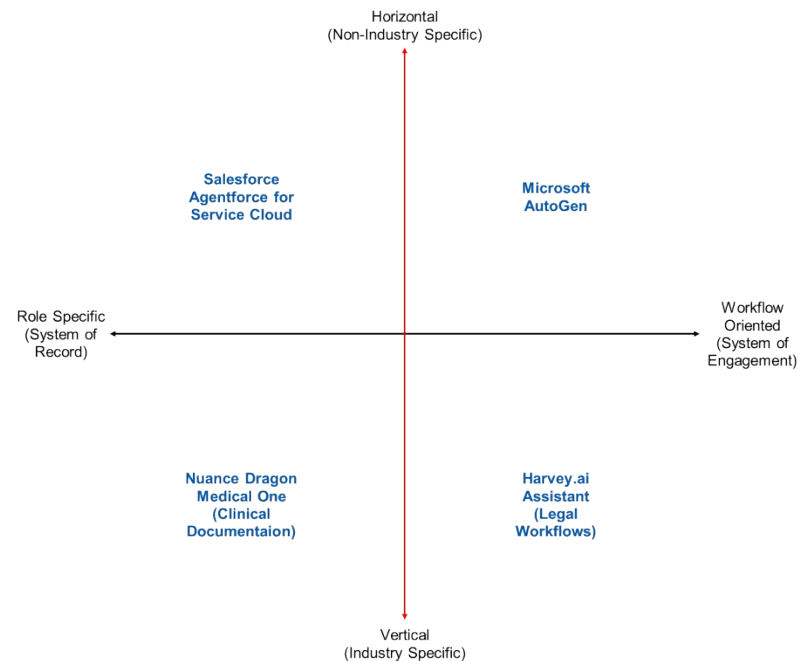 Horizontal
(Non-Industry Specific)
Salesforce
Agentforce for
Service Cloud
Microsoft
AutoGen
Role Specific
(System of
Record)
Workflow
Oriented
(System of
Engagement)
Nuance Dragon
Medical One
(Clinical
Documentaion)
Harvey.ai
Assistant
(Legal
Workflows)
Vertical
(Industry Specific)